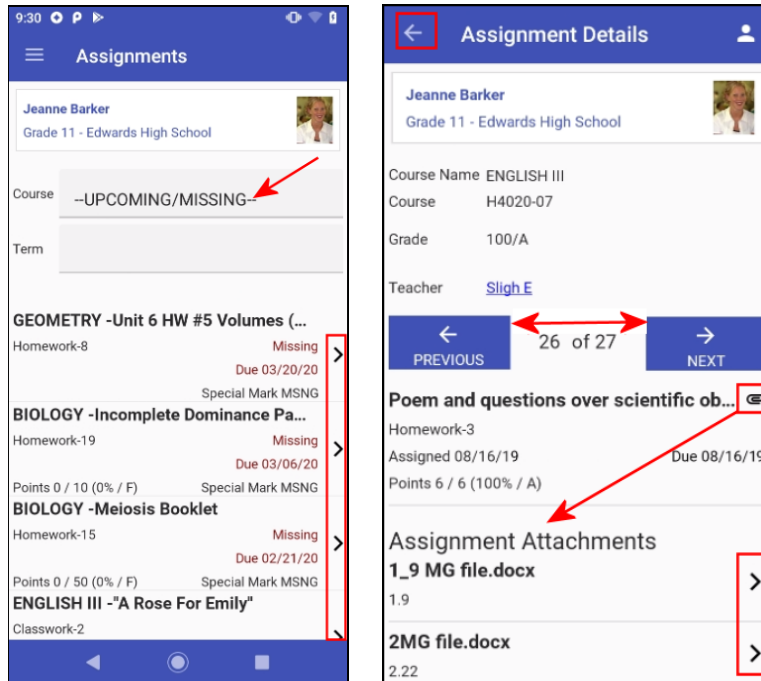 9:30
Assignments
Jeanne Barker
Grade 11 - Edwards High School
Course --UPCOMING/MISSING--
Term
GEOMETRY -Unit 6 HW #5 Volumes (...
Homework-8 Missing
Due 03/20/20
Special Mark MSNG
BIOLOGY -Incomplete Dominance Pa...
Homework-19 Missing
Due 03/06/20
Points 0 / 10 (0% / F) Special Mark MSNG
BIOLOGY -Meiosis Booklet
Homework-15 Missing
Due 02/21/20
Points 0 / 50 (0% / F) Special Mark MSNG
ENGLISH III -"A Rose For Emily"
Classwork-2
Assignment Details
Jeanne Barker
Grade 11 - Edwards High School
Course Name ENGLISH III
Course H4020-07
Grade 100/A
Teacher Sligh E
PREVIOUS 26 of 27 NEXT
Poem and questions over scientific ob...
Homework-3
Assigned 08/16/19 Due 08/16/19
Points 6 / 6 (100% / A)
Assignment Attachments
1_9 MG file.docx
1.9
2MG file.docx
2.22